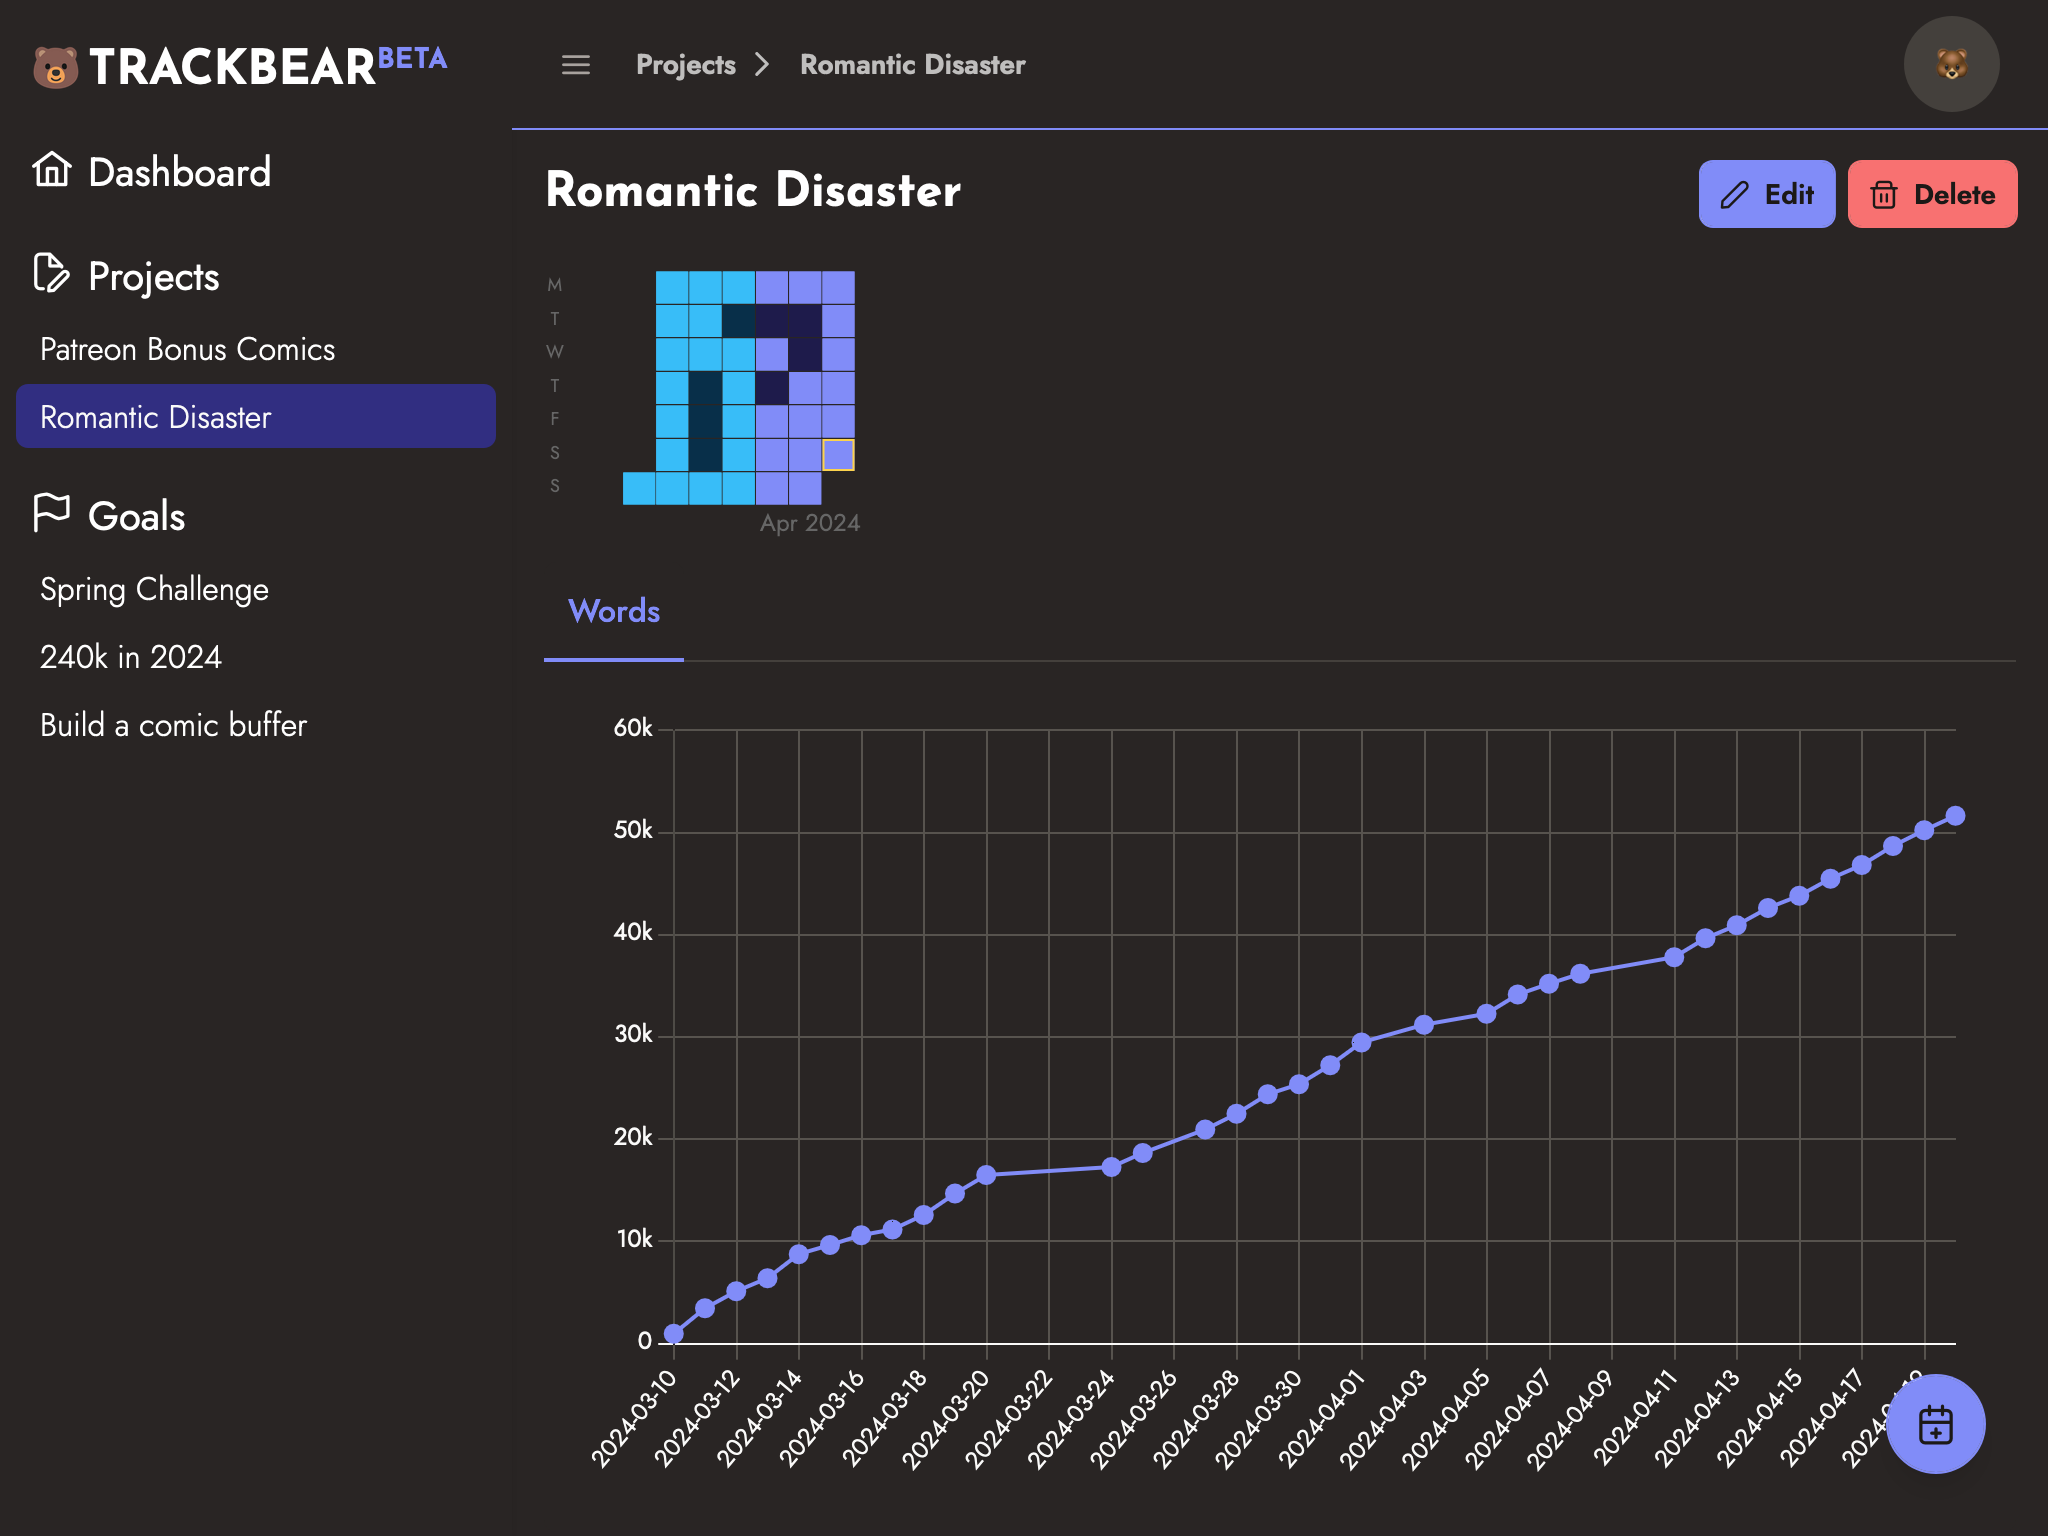 TRACKBEAR BETA
Projects
Romantic Disaster
Dashboard
Projects
Patreon Bonus Comics
Romantic Disaster
Goals
Spring Challenge
240k in 2024
Build a comic buffer
Romantic Disaster
Edit
Delete
M
T
W
T
F
S
S
Apr 2024
Words
60k
50k
40k
30k
20k
10k
0
2024-03-10
2024-03-12
2024-03-14
2024-03-16
2024-03-18
2024-03-20
2024-03-22
2024-03-24
2024-03-26
2024-03-28
2024-03-30
2024-04-01
2024-04-03
2024-04-05
2024-04-07
2024-04-09
2024-04-11
2024-04-13
2024-04-15
2024-04-17